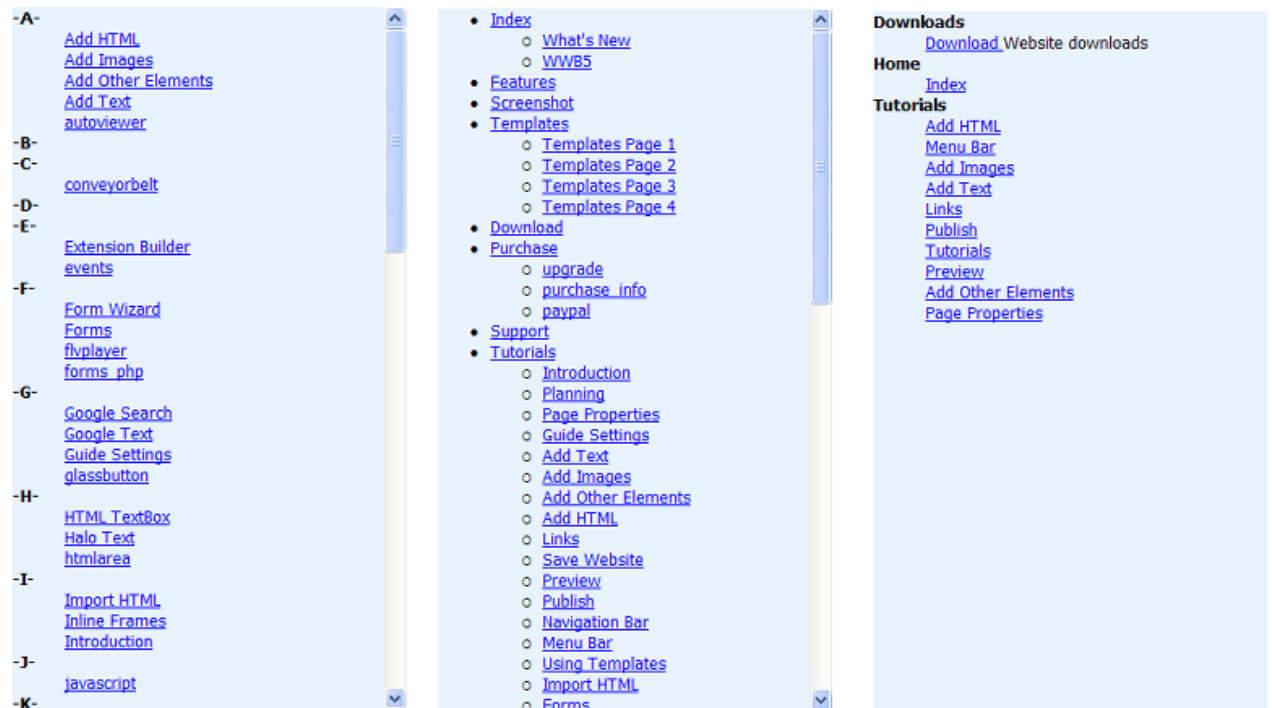 -A-
Add HTML
Add Images
Add Other Elements
Add Text
autoviewer
-B-
-C-
conveyorbelt
-D-
-E-
Extension Builder
events
-F-
Form Wizard
Forms
flvplayer
forms_php
-G-
Google Search
Google Text
Guide Settings
glassbutton
-H-
HTML TextBox
Halo Text
htmlarea
-I-
Import HTML
Inline Frames
Introduction
-J-
javascript
-K-
Index
What's New
WWB5
Features
Screenshot
Templates
Templates Page 1
Templates Page 2
Templates Page 3
Templates Page 4
Download
Purchase
upgrade
purchase_info
paypal
Support
Tutorials
Introduction
Planning
Page Properties
Guide Settings
Add Text
Add Images
Add Other Elements
Add HTML
Links
Save Website
Preview
Publish
Navigation Bar
Menu Bar
Using Templates
Import HTML
Forms
Downloads
Download Website downloads
Home
Index
Tutorials
Add HTML
Menu Bar
Add Images
Add Text
Links
Publish
Tutorials
Preview
Add Other Elements
Page Properties